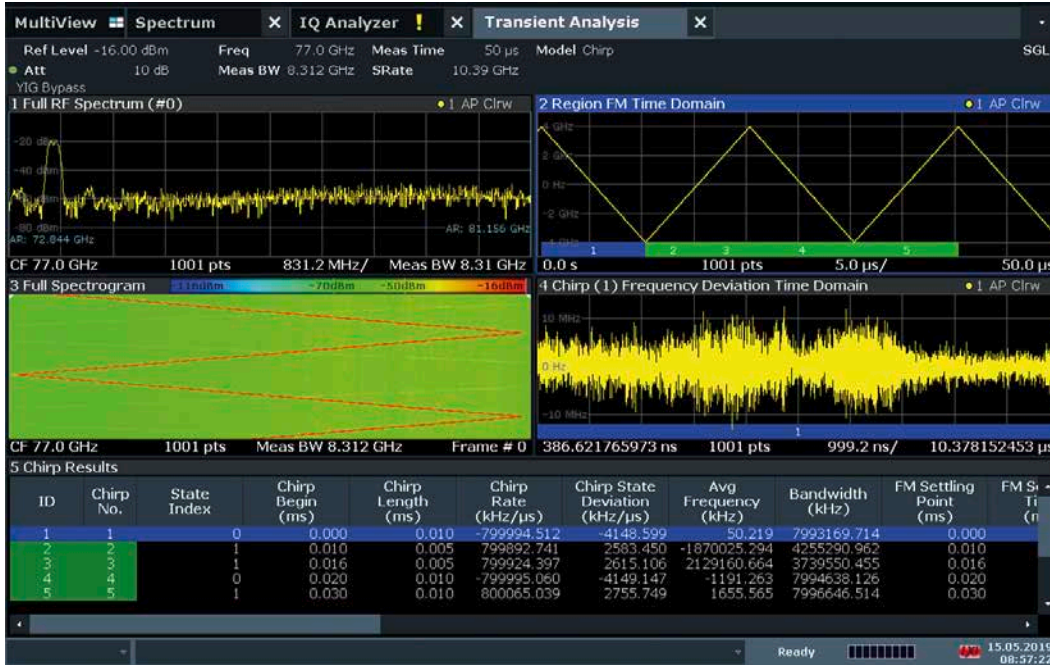 MultiView Spectrum X IQ Analyzer ! X Transient Analysis X
Ref Level -16.00 dBm Freq 77.0 GHz Meas Time 50 µs Model Chirp SGL
Att 10 dB Meas BW 8.312 GHz SRate 10.39 GHz
YIG Bypass
1 Full RF Spectrum (#0) 1 AP Clrw
-20 dBm
-40 dBm
-80 dBm
AR: 72.844 GHz AR: 81.156 GHz
CF 77.0 GHz 1001 pts 831.2 MHz/ Meas BW 8.31 GHz
2 Region FM Time Domain 1 AP Clrw
4 GHz
2 GHz
0 Hz
-2 GHz
-4 GHz
1 2 3 4 5
0.0 s 1001 pts 5.0 µs/ 50.0 µs
3 Full Spectrogram -116dBm -70dBm -50dBm -16dBm
CF 77.0 GHz 1001 pts Meas BW 8.312 GHz Frame # 0
4 Chirp (1) Frequency Deviation Time Domain 1 AP Clrw
10 MHz
0 Hz
-10 MHz
1
386.621765973 ns 1001 pts 999.2 ns/ 10.378152453 µs
5 Chirp Results
ID Chirp No. State Index Chirp Begin (ms) Chirp Length (ms) Chirp Rate (kHz/µs) Chirp State Deviation (kHz/µs) Avg Frequency (kHz) Bandwidth (kHz) FM Settling Point (ms)
1 1 0 0.000 0.010 -799994.512 -4148.599 50.219 7993169.714 0.000
2 2 1 0.010 0.005 799892.741 2583.450 -1870025.294 4255290.962 0.010
3 3 1 0.016 0.005 799924.397 2615.106 2129160.664 3739550.455 0.016
4 4 0 0.020 0.010 -799995.060 -4149.147 -1191.263 7994638.126 0.020
5 5 1 0.030 0.010 800065.039 2755.749 1655.565 7996646.514 0.030
Ready 15.05.2019
08:57:22